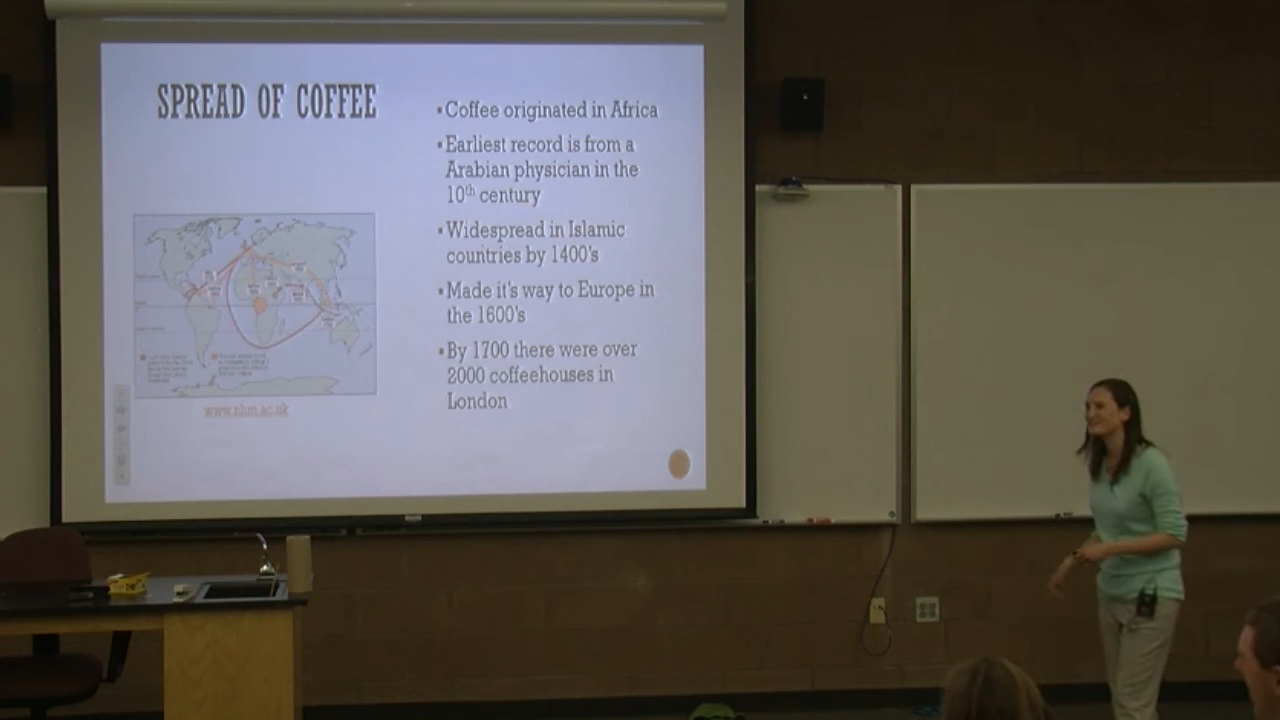 SPREAD OF COFFEE
▪Coffee originated in Africa
▪Earliest record is from a
Arabian physician in the
10th century
▪Widespread in Islamic
countries by 1400's
▪Made it's way to Europe in
the 1600's
▪By 1700 there were over
2000 coffeehouses in
London
www.nhm.ac.uk